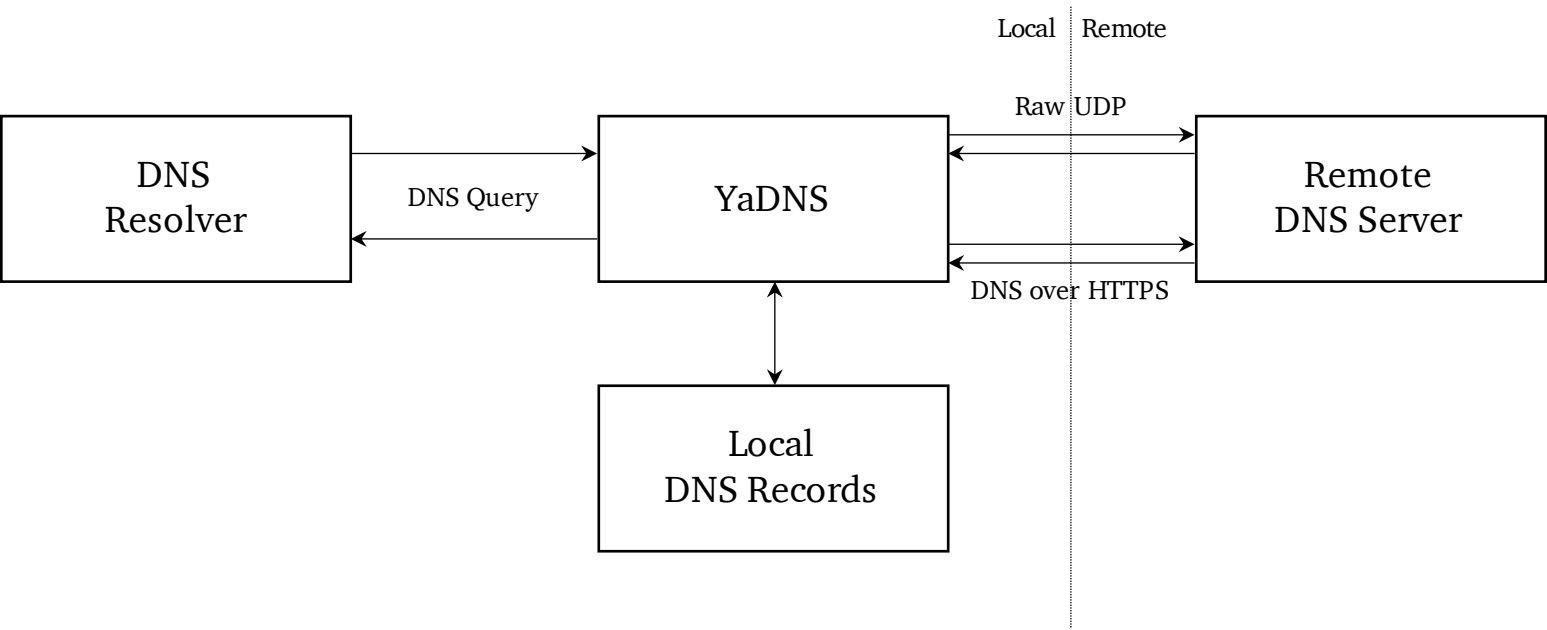 Local
Remote
Raw UDP
DNS
Resolver
DNS Query
YaDNS
Remote
DNS Server
DNS over HTTPS
Local
DNS Records